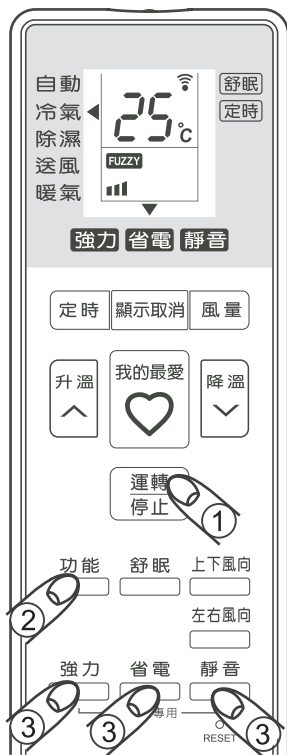 自動
冷氣
除濕
送風
暖氣
25°C
FUZZY
舒眠
定時
強力 省電 靜音
定時 顯示取消 風量
升溫 我的最愛 降溫
運轉
停止
①
功能 舒眠 上下風向
②
左右風向
強力 省電 靜音
③ ③ 專用 ③
RESET